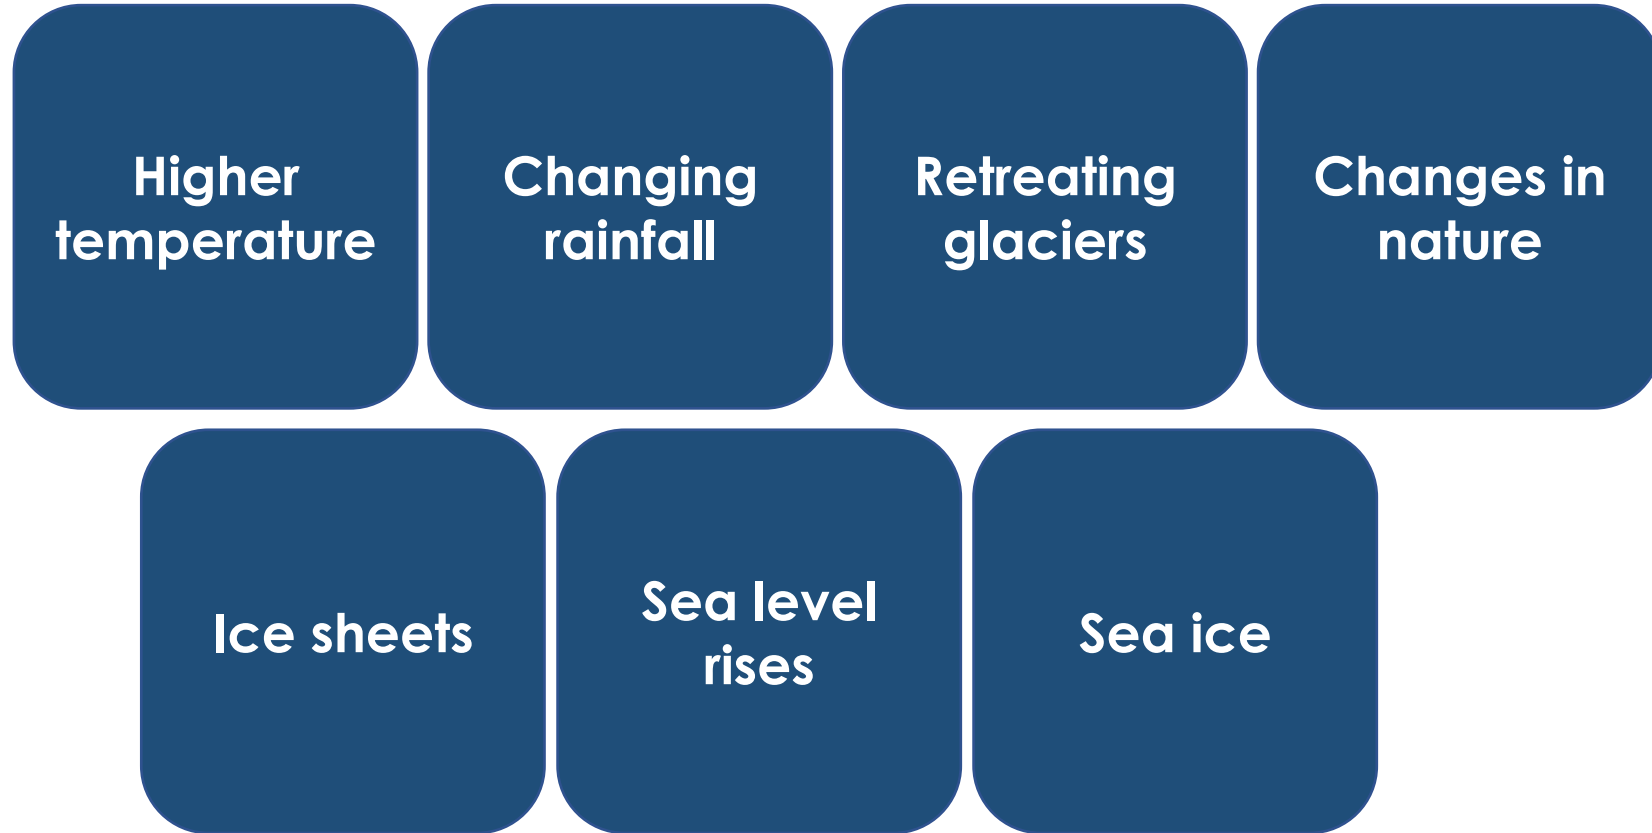 Higher
temperature
Changing
rainfall
Retreating
glaciers
Changes in
nature
Ice sheets
Sea level
rises
Sea ice